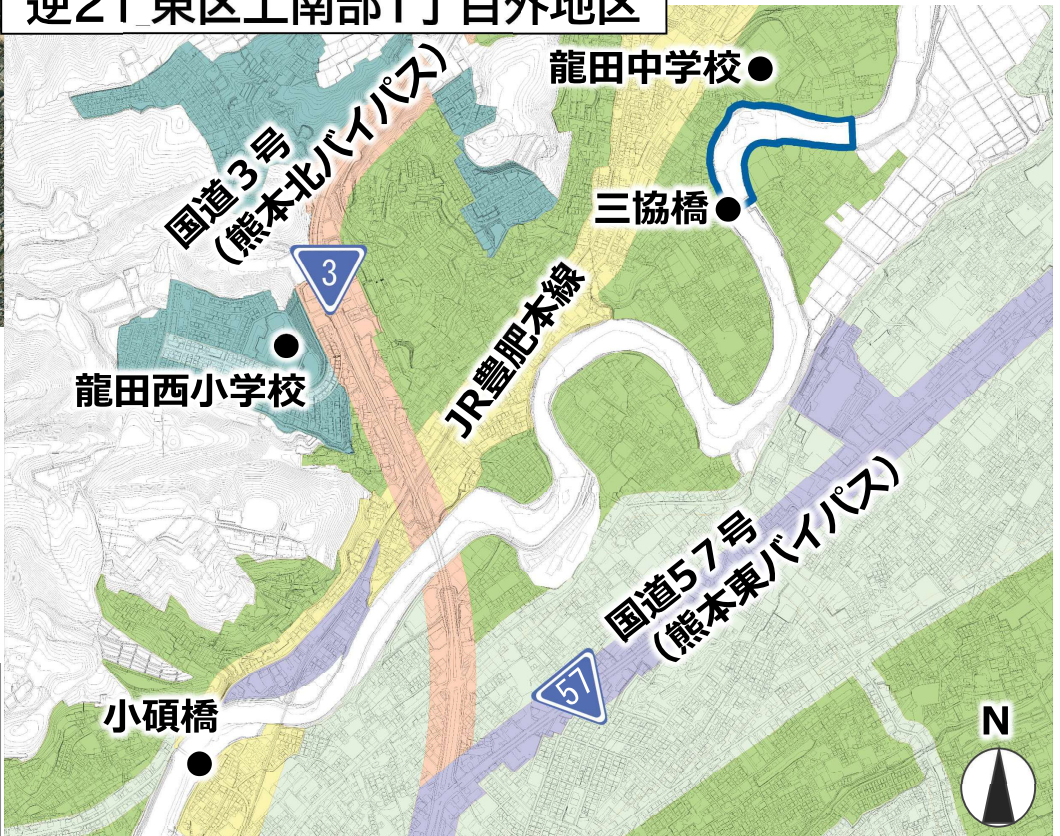 逆21_東区上南部1丁目外地区
龍田中学校
国道３号
（熊本北バイパス）
三協橋
3
JR豊肥本線
龍田西小学校
国道５７号
（熊本東バイパス）
57
小碩橋
N